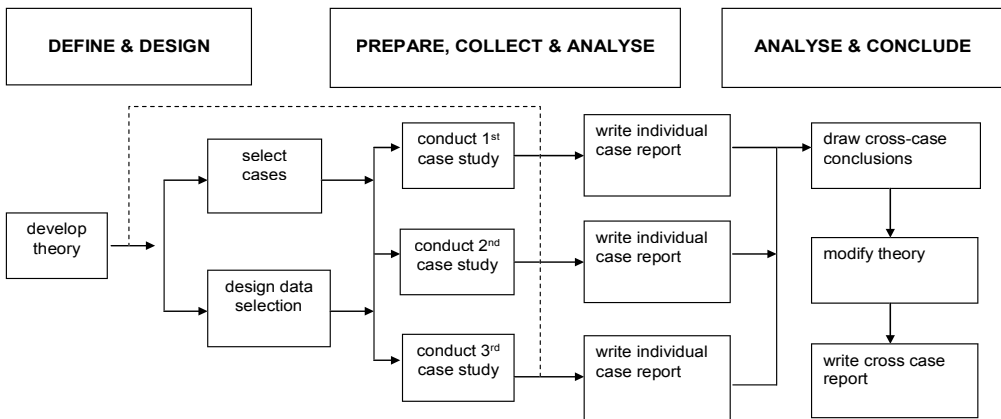 DEFINE & DESIGN
PREPARE, COLLECT & ANALYSE
ANALYSE & CONCLUDE
develop
theory
select
cases
design data
selection
conduct 1st
case study
conduct 2nd
case study
conduct 3rd
case study
write individual
case report
write individual
case report
write individual
case report
draw cross-case
conclusions
modify theory
write cross case
report